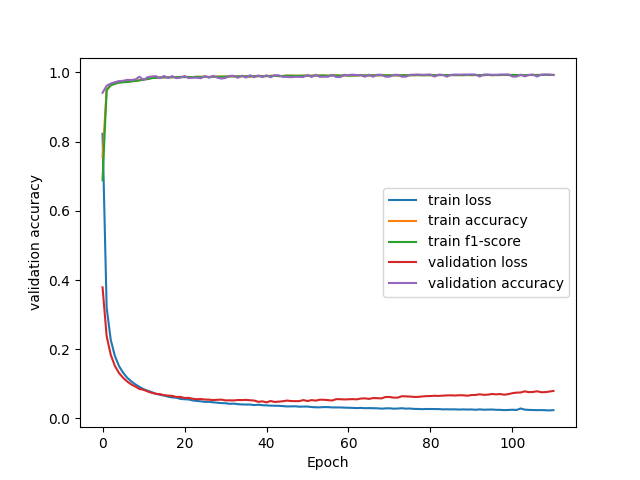 1.0
0.8
0.6
0.4
0.2
0.0
validation accuracy
train loss
train accuracy
train f1-score
validation loss
validation accuracy
0 20 40 60 80 100
Epoch